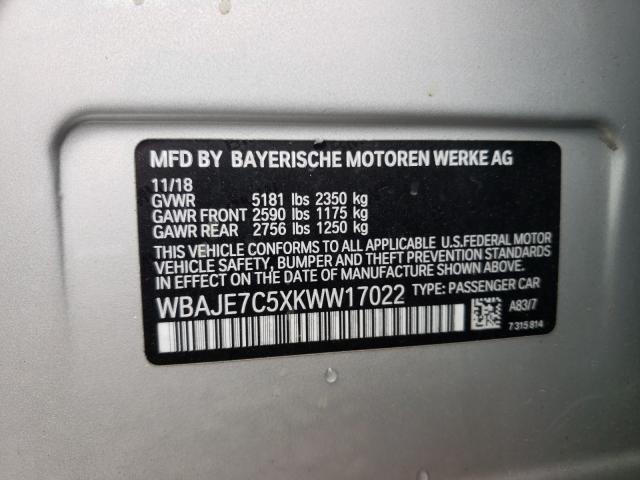 MFD BY BAYERISCHE MOTOREN WERKE AG
11/18
GVWR 5181 lbs 2350 kg
GAWR FRONT 2590 lbs 1175 kg
GAWR REAR 2756 lbs 1250 kg
THIS VEHICLE CONFORMS TO ALL APPLICABLE U.S.FEDERAL MOTOR
VEHICLE SAFETY, BUMPER AND THEFT PREVENTION STANDARDS
IN EFFECT ON THE DATE OF MANUFACTURE SHOWN ABOVE.
WBAJE7C5XKWW17022 TYPE: PASSENGER CAR
A83/7
7 315 814